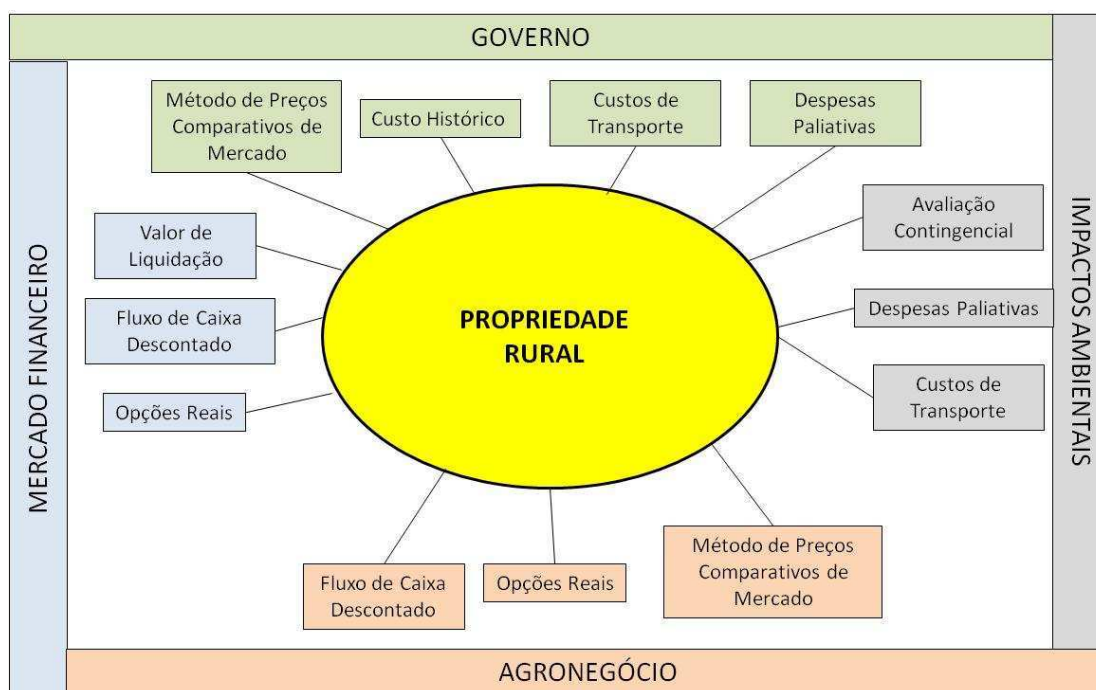 GOVERNO
Método de Preços
Comparativos de
Mercado
Custo Histórico
Custos de
Transporte
Despesas
Paliativas
Valor de
Liquidação
Fluxo de Caixa
Descontado
Opções Reais
MERCADO FINANCEIRO
PROPRIEDADE
RURAL
Avaliação
Contingencial
Despesas Paliativas
Custos de
Transporte
IMPACTOS AMBIENTAIS
Fluxo de Caixa
Descontado
Opções Reais
Método de Preços
Comparativos de
Mercado
AGRONEGÓCIO